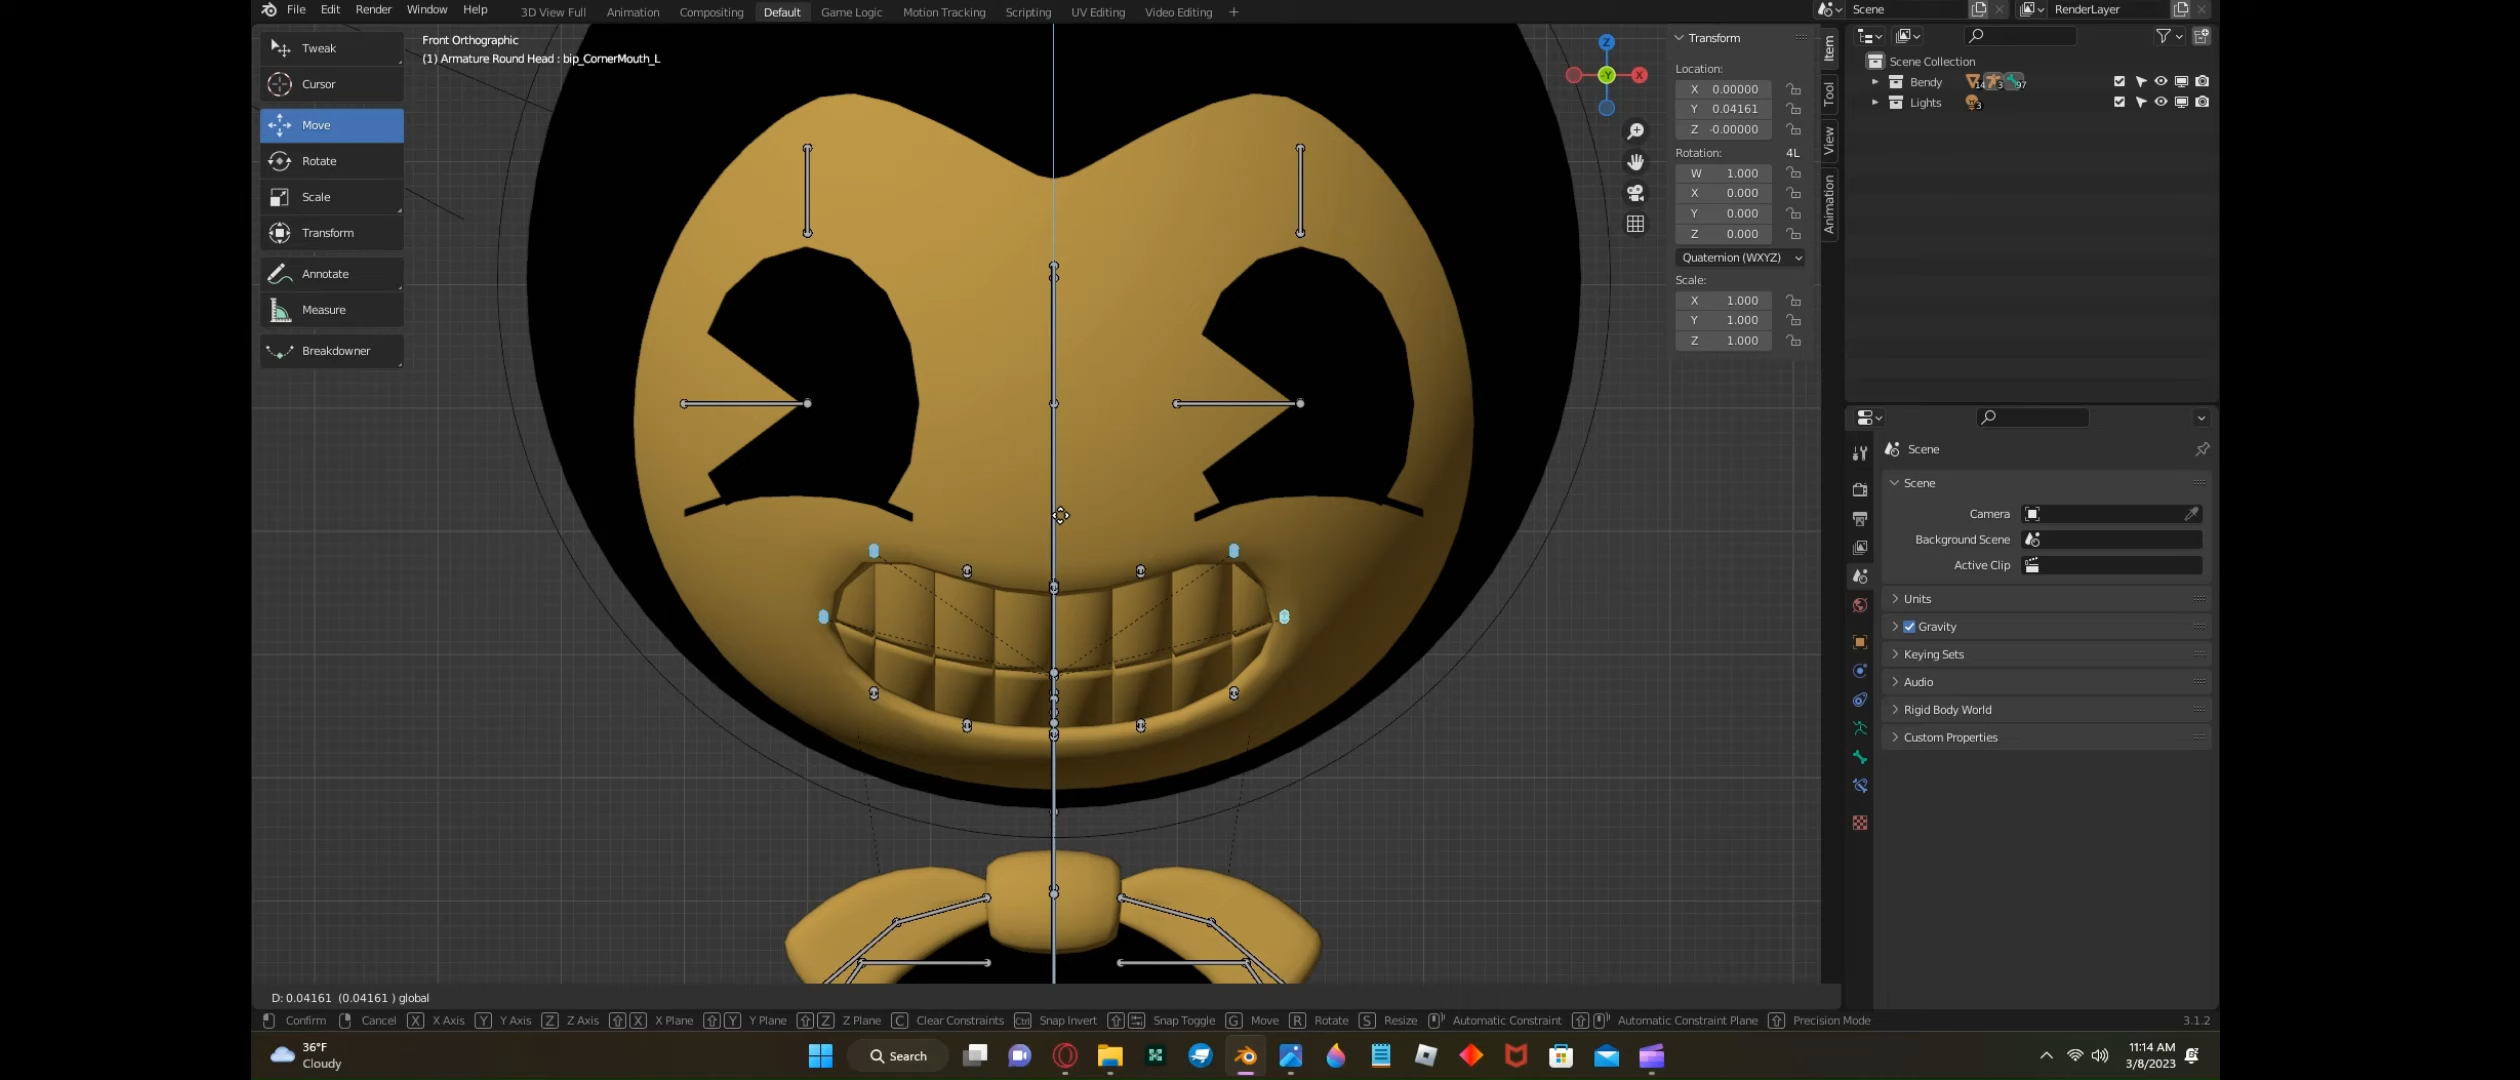 File Edit Render Window Help 3D View Full Animation Compositing Default Game Logic Motion Tracking Scripting UV Editing Video Editing + Scene RenderLayer
Tweak
Cursor
Move
Rotate
Scale
Transform
Annotate
Measure
Breakdowner
Front Orthographic
(1) Armature Round Head : bip_CornerMouth_L
Z
-Y
X
Transform
Location:
X 0.00000
Y 0.04161
Z -0.00000
Rotation: 4L
W 1.000
X 0.000
Y 0.000
Z 0.000
Quaternion (WXYZ)
Scale:
X 1.000
Y 1.000
Z 1.000
Item
Tool
View
Animation
Scene Collection
Bendy 14 3 97
Lights 3
Scene
Scene
Camera
Background Scene
Active Clip
Units
Gravity
Keying Sets
Audio
Rigid Body World
Custom Properties
D: 0.04161 (0.04161 ) global
Confirm Cancel X X Axis Y Y Axis Z Z Axis X X Plane Y Y Plane Z Z Plane C Clear Constraints Ctrl Snap Invert Snap Toggle G Move R Rotate S Resize Automatic Constraint Automatic Constraint Plane Precision Mode 3.1.2
36°F
Cloudy
Search
11:14 AM
3/8/2023